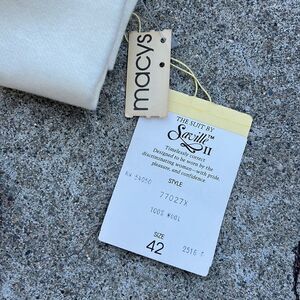 macys
THE SUIT BY
Saville™
II
Timelessly correct
Designed to be worn by the
discriminating woman—with pride,
pleasure, and confidence.
STYLE
77027X
100% WOOL
SIZE
42